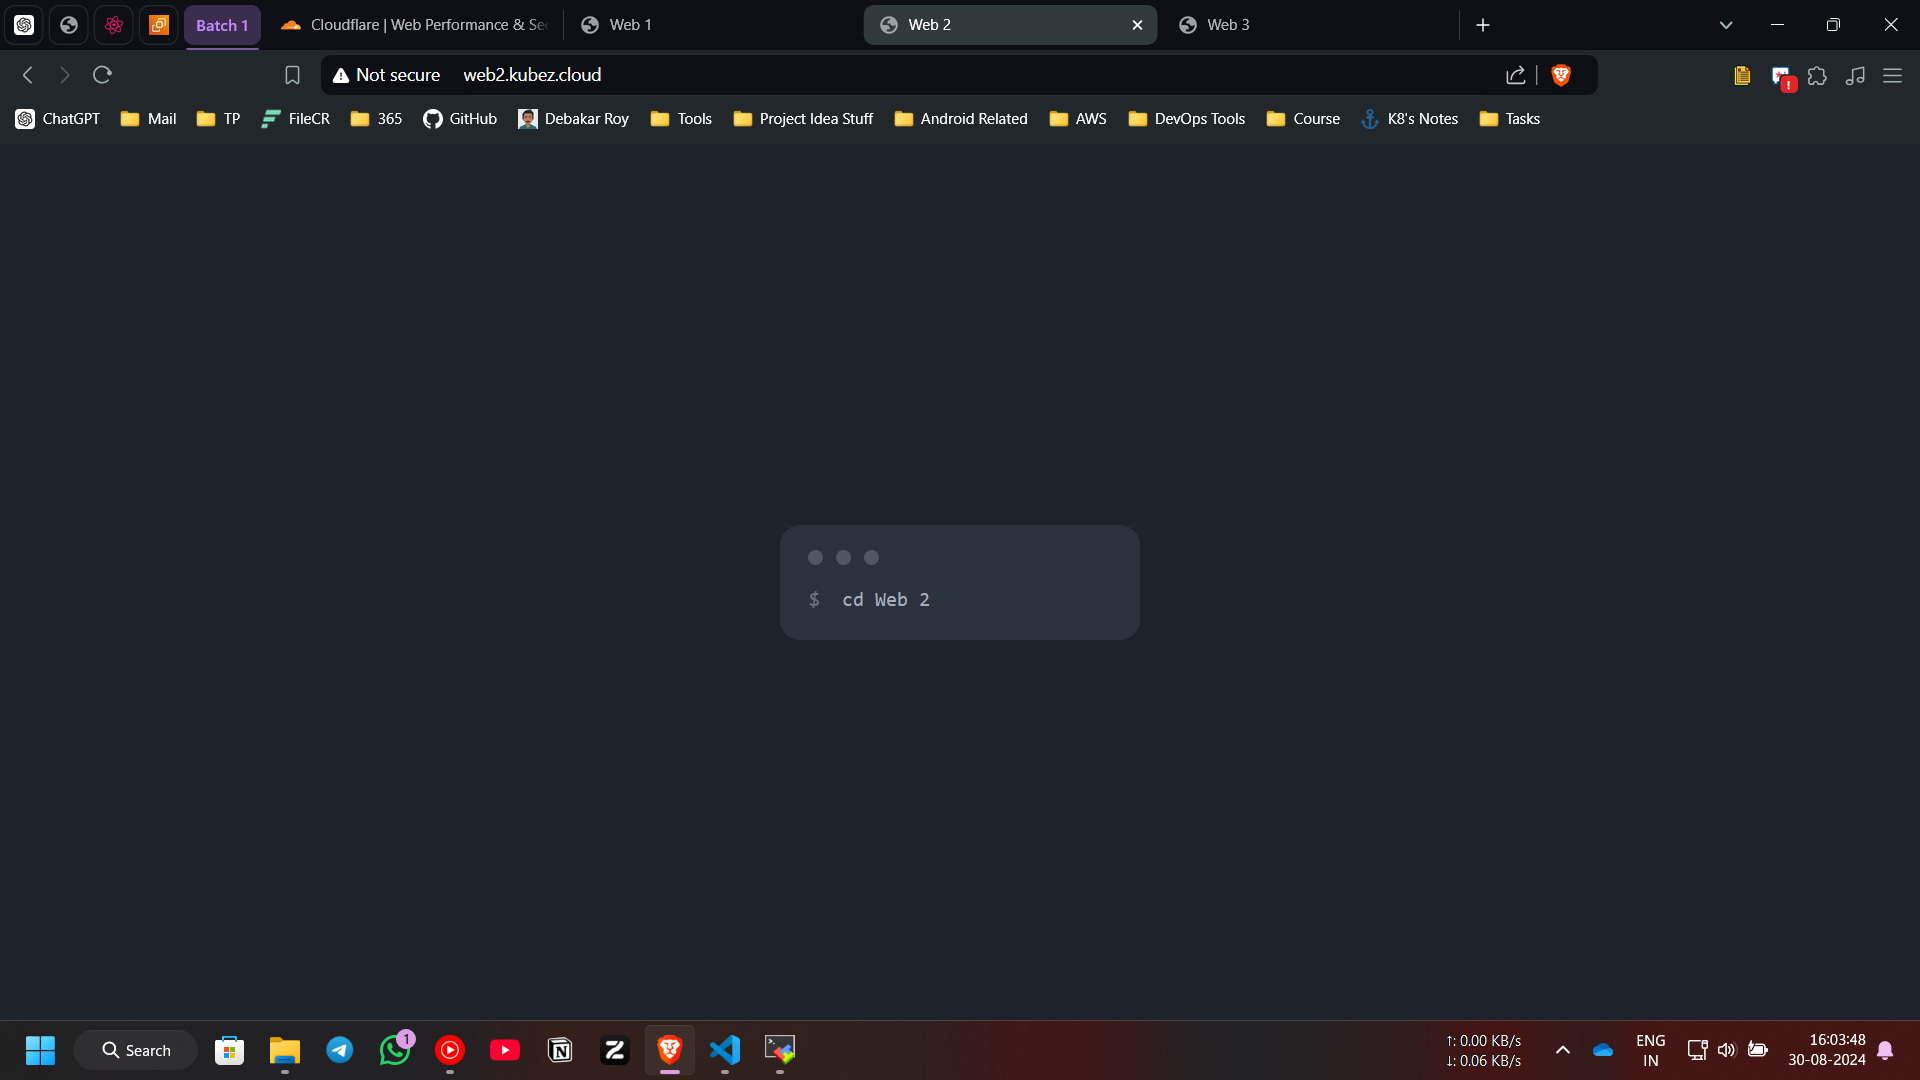 Batch 1
Cloudflare | Web Performance & Sec
Web 1
Web 2
Web 3
Not secure
web2.kubez.cloud
ChatGPT
Mail
TP
FileCR
365
GitHub
Debakar Roy
Tools
Project Idea Stuff
Android Related
AWS
DevOps Tools
Course
K8's Notes
Tasks
$ cd Web 2
Search
1
↑: 0.00 KB/s
↓: 0.06 KB/s
ENG
IN
16:03:48
30-08-2024